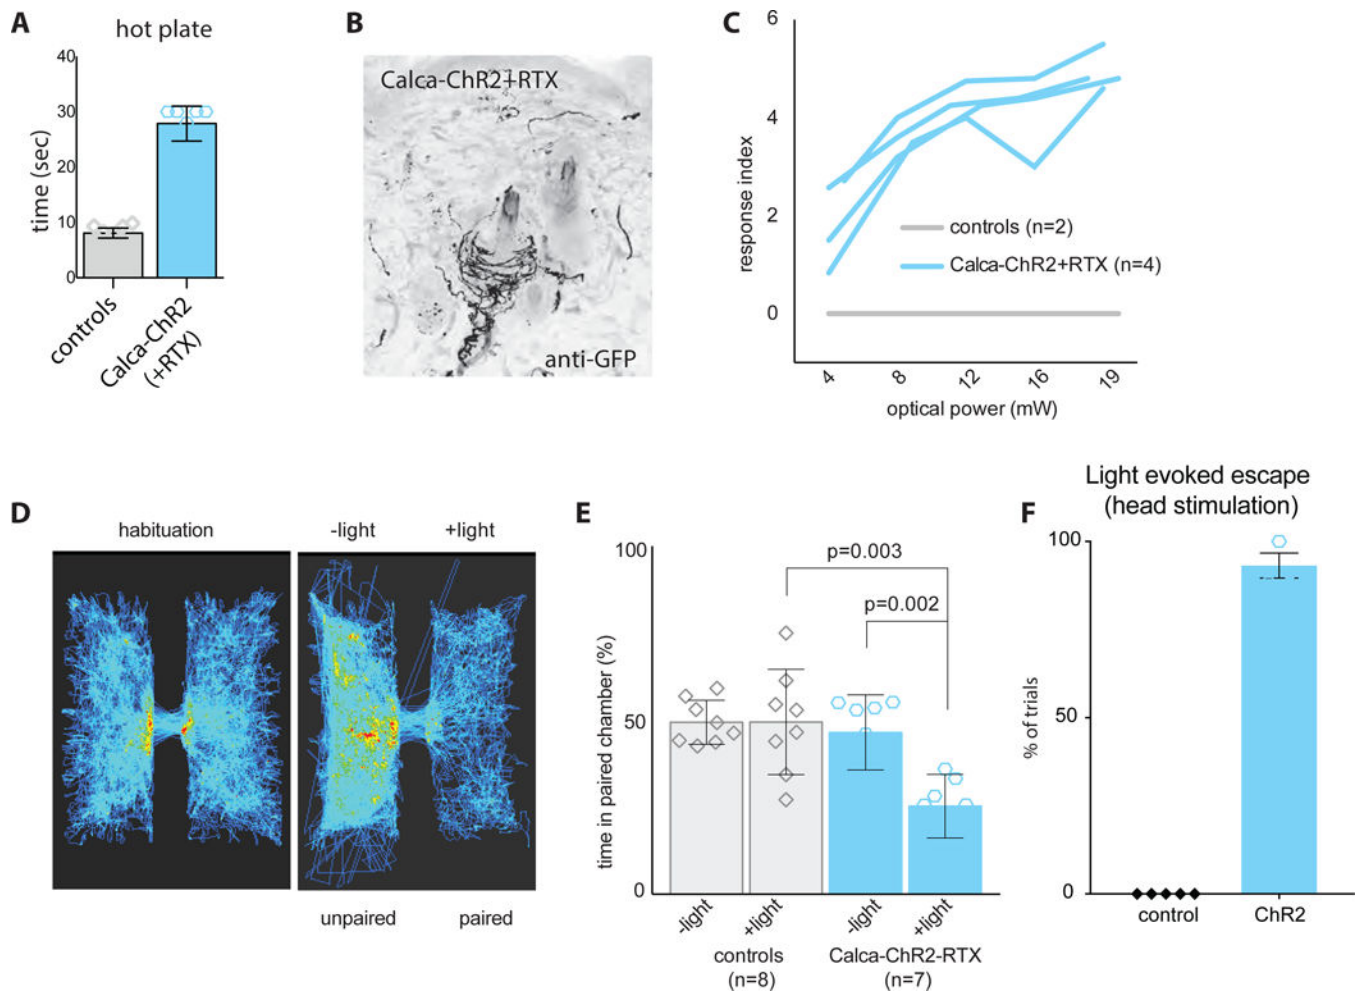 A
hot plate
40
30
20
10
0
time (sec)
controls
Calca-ChR2
(+RTX)
B
Calca-ChR2+RTX
anti-GFP
C
6
4
2
0
response index
controls (n=2)
Calca-ChR2+RTX (n=4)
4
8
12
16
19
optical power (mW)
D
habituation
-light
+light
unpaired
paired
E
100
50
0
time in paired chamber (%)
p=0.003
p=0.002
-light
+light
-light
+light
controls
(n=8)
Calca-ChR2-RTX
(n=7)
F
Light evoked escape
(head stimulation)
100
50
0
% of trials
control
ChR2